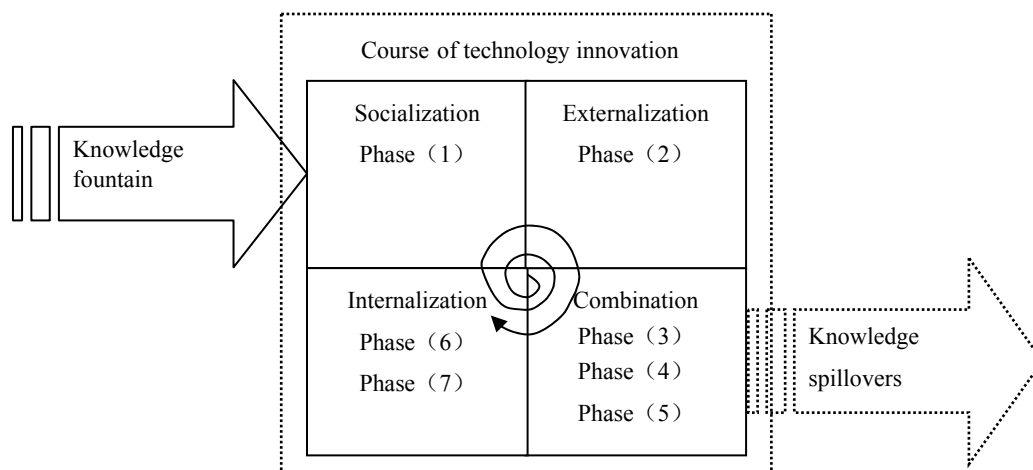 Course of technology innovation
Knowledge
fountain
Socialization
Phase（1）
Externalization
Phase（2）
Internalization
Phase（6）
Phase（7）
Combination
Phase（3）
Phase（4）
Phase（5）
Knowledge
spillovers